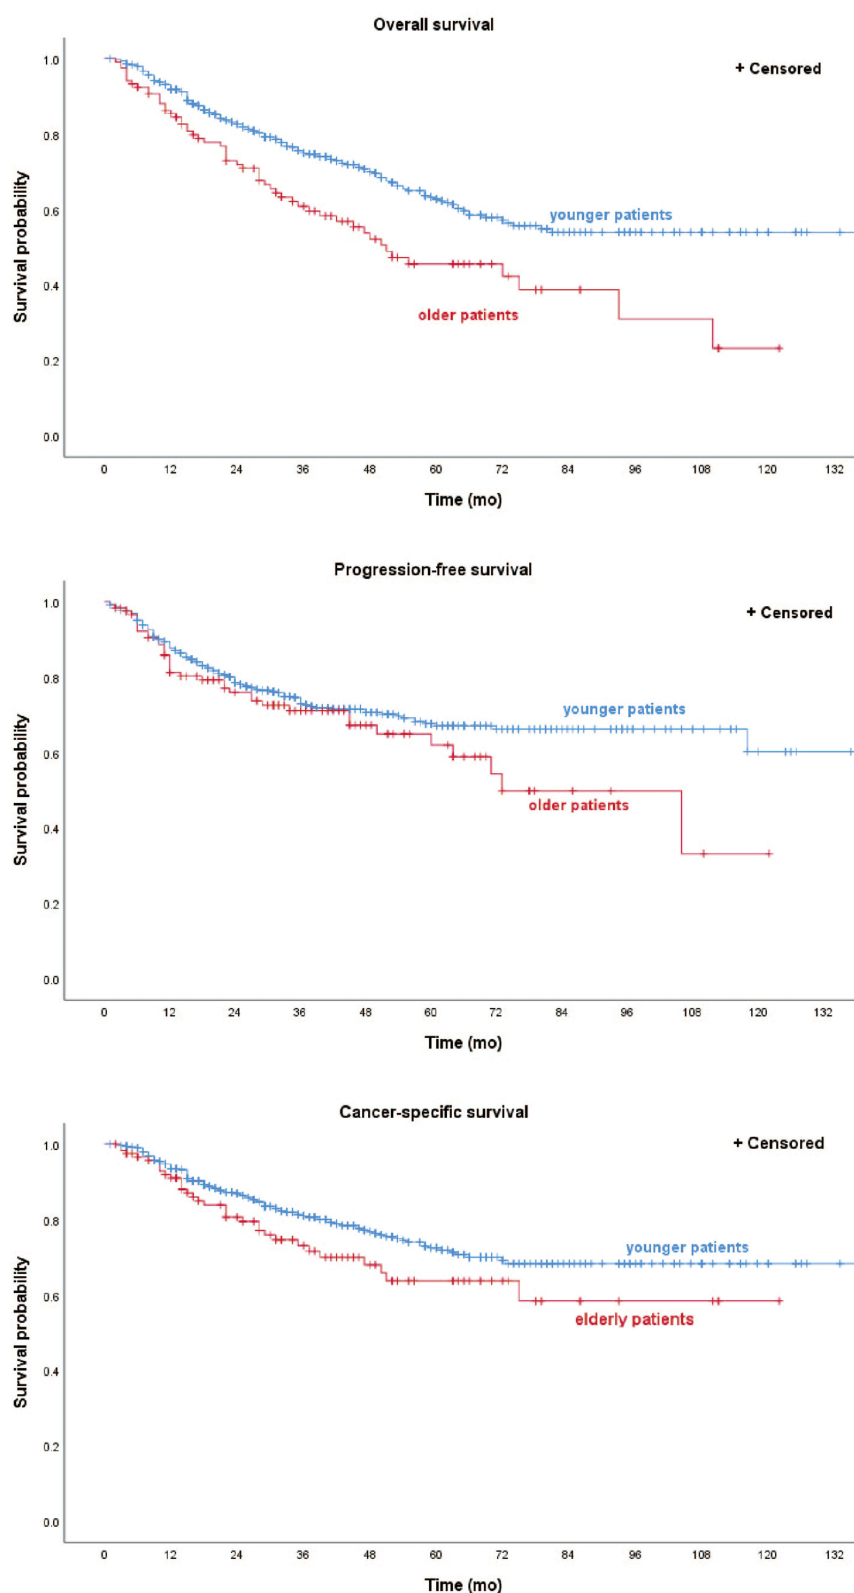 Overall survival
+ Censored
1.0
0.8
0.6
0.4
0.2
0.0
Survival probability
younger patients
older patients
0 12 24 36 48 60 72 84 96 108 120 132
Time (mo)
Progression-free survival
+ Censored
1.0
0.8
0.6
0.4
0.2
0.0
Survival probability
younger patients
older patients
0 12 24 36 48 60 72 84 96 108 120 132
Time (mo)
Cancer-specific survival
+ Censored
1.0
0.8
0.6
0.4
0.2
0.0
Survival probability
younger patients
elderly patients
0 12 24 36 48 60 72 84 96 108 120 132
Time (mo)